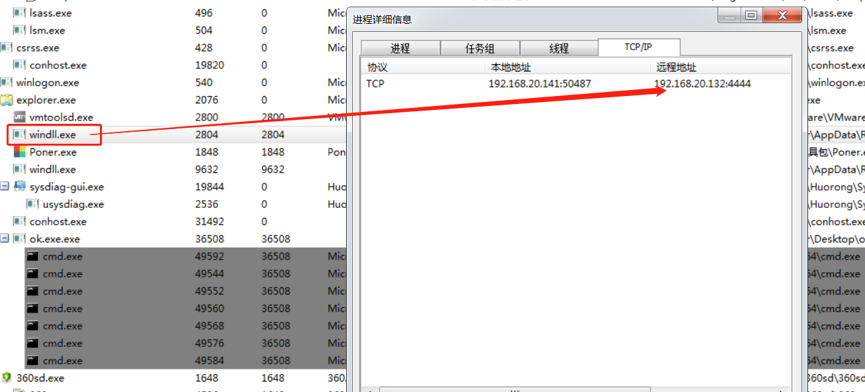 lsass.exe 496 0 Mic \lsass.exe
lsm.exe 504 0 Mic \lsm.exe
csrss.exe 428 0 Mic \csrss.exe
conhost.exe 19820 0 Mic \conhost.ex
winlogon.exe 540 0 Mic \winlogon.e
explorer.exe 2076 0 Mic xe
vmtoolsd.exe 2800 2800 VM are\VMware
windll.exe 2804 2804 r\AppData\R
Poner.exe 1848 1848 Pon 具包\Poner.e
windll.exe 9632 9632 r\AppData\R
sysdiag-gui.exe 19844 0 Huo \Huorong\Sy
usysdiag.exe 2536 0 Huo \Huorong\Sy
conhost.exe 31492 0 Mic \conhost.ex
ok.exe.exe 36508 36508 r\Desktop\o
cmd.exe 49592 36508 Mic 64\cmd.exe
cmd.exe 49544 36508 Mic 64\cmd.exe
cmd.exe 49552 36508 Mic 64\cmd.exe
cmd.exe 49560 36508 Mic 64\cmd.exe
cmd.exe 49568 36508 Mic 64\cmd.exe
cmd.exe 49576 36508 Mic 64\cmd.exe
cmd.exe 49584 36508 Mic 64\cmd.exe
360sd.exe 1648 1648 360. 360sd\360sd
进程详细信息
进程 任务组 线程 TCP/IP
协议 本地地址 远程地址
TCP 192.168.20.141:50487 192.168.20.132:4444